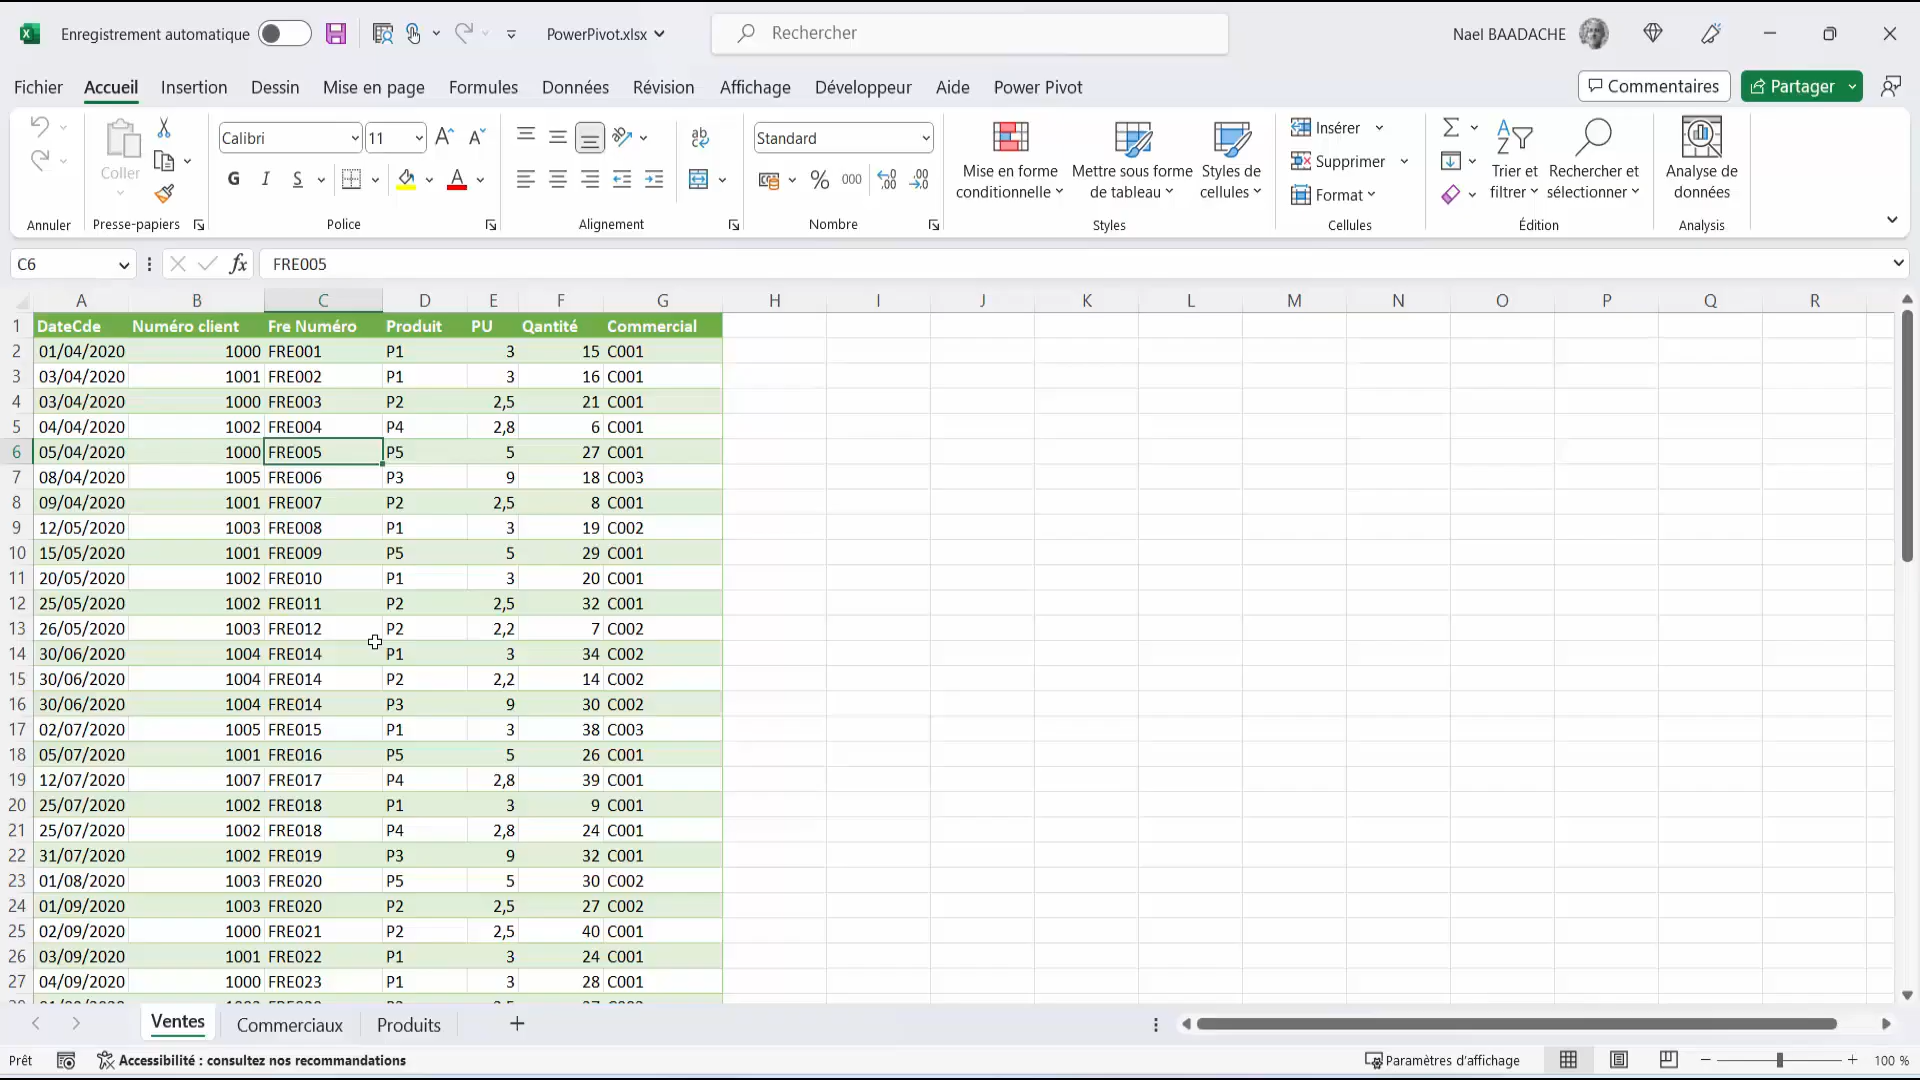 Enregistrement automatique PowerPivot.xlsx Rechercher Nael BAADACHE
Fichier Accueil Insertion Dessin Mise en page Formules Données Révision Affichage Développeur Aide Power Pivot Commentaires Partager
Coller
Calibri 11
G I S
ab
Standard
% 000
Mise en forme conditionnelle
Mettre sous forme de tableau
Styles de cellules
Insérer
Supprimer
Format
Trier et filtrer
Rechercher et sélectionner
Analyse de données
Annuler Presse-papiers Police Alignement Nombre Styles Cellules Édition Analysis
C6 fx FRE005
A B C D E F G H I J K L M N O P Q R
1 DateCde Numéro client Fre Numéro Produit PU Qantité Commercial
2 01/04/2020 1000 FRE001 P1 3 15 C001
3 03/04/2020 1001 FRE002 P1 3 16 C001
4 03/04/2020 1000 FRE003 P2 2,5 21 C001
5 04/04/2020 1002 FRE004 P4 2,8 6 C001
6 05/04/2020 1000 FRE005 P5 5 27 C001
7 08/04/2020 1005 FRE006 P3 9 18 C003
8 09/04/2020 1001 FRE007 P2 2,5 8 C001
9 12/05/2020 1003 FRE008 P1 3 19 C002
10 15/05/2020 1001 FRE009 P5 5 29 C001
11 20/05/2020 1002 FRE010 P1 3 20 C001
12 25/05/2020 1002 FRE011 P2 2,5 32 C001
13 26/05/2020 1003 FRE012 P2 2,2 7 C002
14 30/06/2020 1004 FRE014 P1 3 34 C002
15 30/06/2020 1004 FRE014 P2 2,2 14 C002
16 30/06/2020 1004 FRE014 P3 9 30 C002
17 02/07/2020 1005 FRE015 P1 3 38 C003
18 05/07/2020 1001 FRE016 P5 5 26 C001
19 12/07/2020 1007 FRE017 P4 2,8 39 C001
20 25/07/2020 1002 FRE018 P1 3 9 C001
21 25/07/2020 1002 FRE018 P4 2,8 24 C001
22 31/07/2020 1002 FRE019 P3 9 32 C001
23 01/08/2020 1003 FRE020 P5 5 30 C002
24 01/09/2020 1003 FRE020 P2 2,5 27 C002
25 02/09/2020 1000 FRE021 P2 2,5 40 C001
26 03/09/2020 1001 FRE022 P1 3 24 C001
27 04/09/2020 1000 FRE023 P1 3 28 C001
Ventes Commerciaux Produits
Prêt Accessibilité : consultez nos recommandations Paramètres d'affichage 100 %